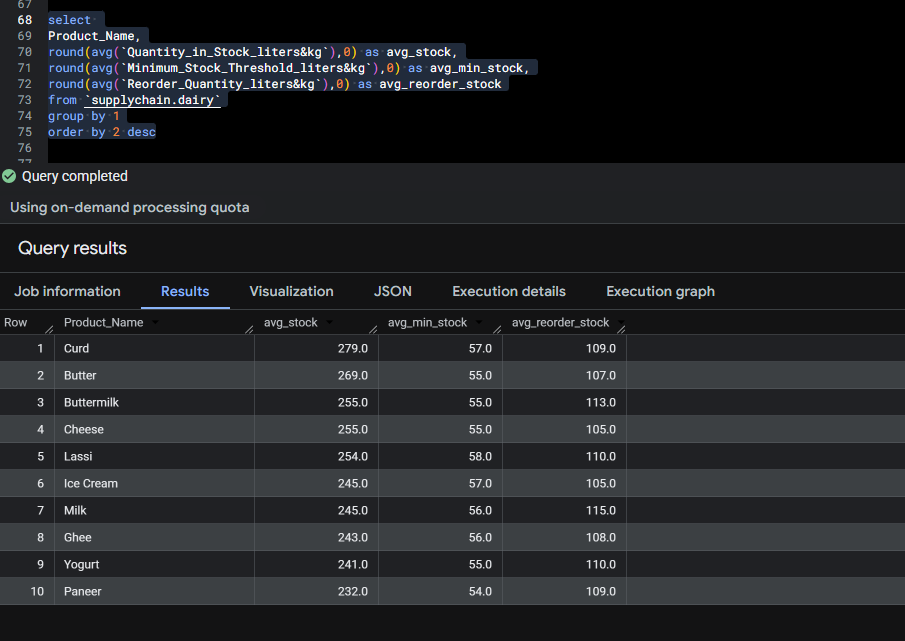 67
68 select
69 Product_Name,
70 round(avg(`Quantity_in_Stock_liters&kg`),0) as avg_stock,
71 round(avg(`Minimum_Stock_Threshold_liters&kg`),0) as avg_min_stock,
72 round(avg(`Reorder_Quantity_liters&kg`),0) as avg_reorder_stock
73 from `supplychain.dairy`
74 group by 1
75 order by 2 desc
76
77
Query completed
Using on-demand processing quota
Query results
Job information Results Visualization JSON Execution details Execution graph
Row Product_Name avg_stock avg_min_stock avg_reorder_stock
1 Curd 279.0 57.0 109.0
2 Butter 269.0 55.0 107.0
3 Buttermilk 255.0 55.0 113.0
4 Cheese 255.0 55.0 105.0
5 Lassi 254.0 58.0 110.0
6 Ice Cream 245.0 57.0 105.0
7 Milk 245.0 56.0 115.0
8 Ghee 243.0 56.0 108.0
9 Yogurt 241.0 55.0 110.0
10 Paneer 232.0 54.0 109.0